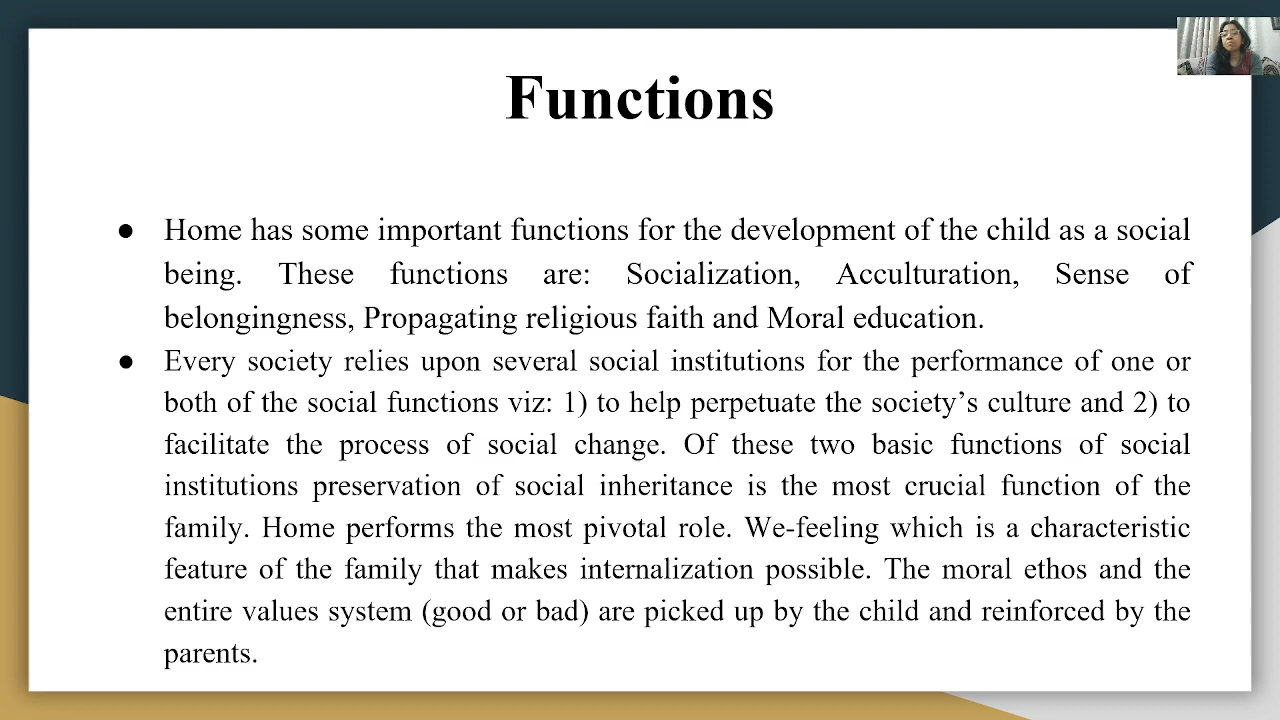 Functions
● Home has some important functions for the development of the child as a social
being. These functions are: Socialization, Acculturation, Sense of
belongingness, Propagating religious faith and Moral education.
● Every society relies upon several social institutions for the performance of one or
both of the social functions viz: 1) to help perpetuate the society’s culture and 2) to
facilitate the process of social change. Of these two basic functions of social
institutions preservation of social inheritance is the most crucial function of the
family. Home performs the most pivotal role. We-feeling which is a characteristic
feature of the family that makes internalization possible. The moral ethos and the
entire values system (good or bad) are picked up by the child and reinforced by the
parents.